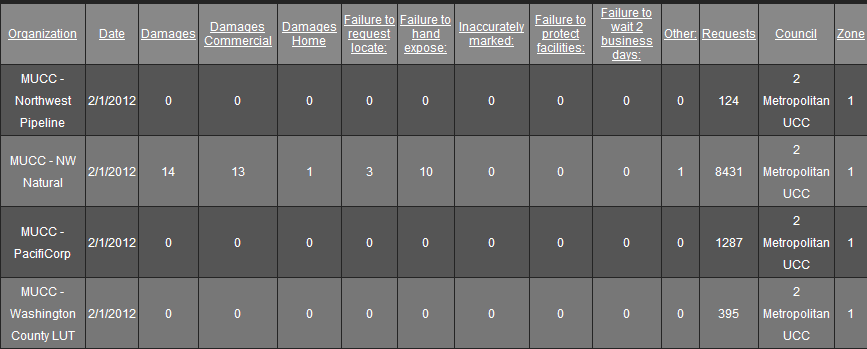 Organization Date Damages Damages Commercial Damages Home Failure to request locate: Failure to hand expose: Inaccurately marked: Failure to protect facilities: Failure to wait 2 business days: Other: Requests Council Zone
MUCC - Northwest Pipeline 2/1/2012 0 0 0 0 0 0 0 0 0 124 2 Metropolitan UCC 1
MUCC - NW Natural 2/1/2012 14 13 1 3 10 0 0 0 1 8431 2 Metropolitan UCC 1
MUCC - PacifiCorp 2/1/2012 0 0 0 0 0 0 0 0 0 1287 2 Metropolitan UCC 1
MUCC - Washington County LUT 2/1/2012 0 0 0 0 0 0 0 0 0 395 2 Metropolitan UCC 1